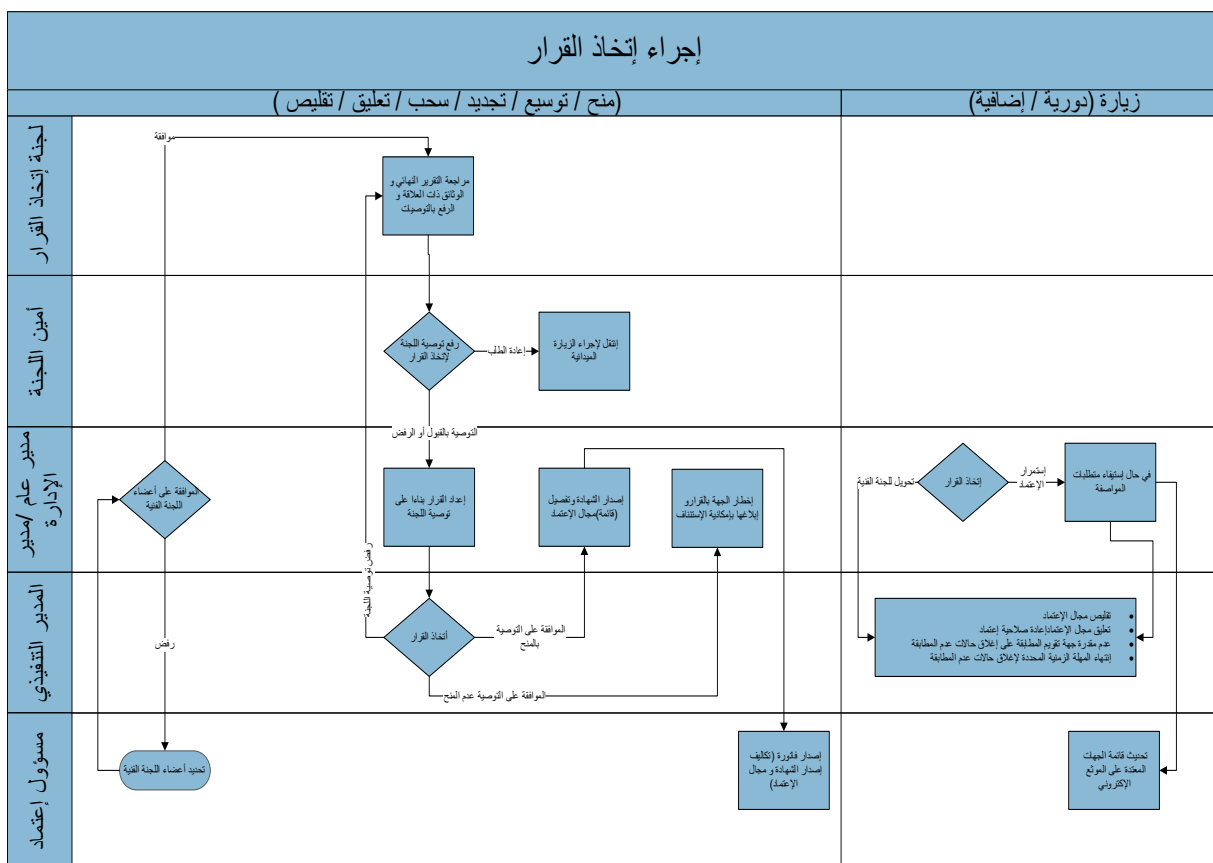 إجراء إتخاذ القرار
زيارة (دورية / إضافية)
(منح / توسيع / تجديد / سحب / تعليق / تقليص )
لجنة إتخاذ القرار
موافقة
مراجعة التقرير النهائي و
الوثائق ذات العلاقة و
الرفع بالتوصيات
أمين اللجنة
رفع توصية اللجنة
لإتخاذ القرار
إعادة الطلب
إنتقل لإجراء الزيارة
الميدانية
التوصية بالقبول أو الرفض
مدير عام /مدير
الإدارة
الموافقة على أعضاء
اللجنة الفنية
إعداد القرار بناءا على
توصية اللجنة
إصدار الشهادة وتفصيل
(قائمة)مجال الإعتماد
إخطار الجهة بالقرارو
إبلاغها بإمكانية الإستئناف
تحويل للجنة الفنية
إتخاذ القرار
إستمرار
الإعتماد
في حال إستيفاء متطلبات
المواصفة
رفض توصية اللجنة
المدير التنفيذي
رفض
أتخاذ القرار
الموافقة على التوصية
بالمنح
الموافقة على التوصية عدم المنح
• تقليص مجال الإعتماد
• تعليق مجال الإعتماد|إعادة صلاحية إعتماد
• عدم مقدرة جهة تقويم المطابقة على إغلاق حالات عدم المطابقة
• إنتهاء المهلة الزمنية المحددة لإغلاق حالات عدم المطابقة
مسؤول إعتماد
تحديد أعضاء اللجنة الفنية
إصدار فاتورة (تكاليف
إصدار الشهادة و مجال
الإعتماد)
تحديث قائمة الجهات
المعتدة على الموقع
الإكتروني